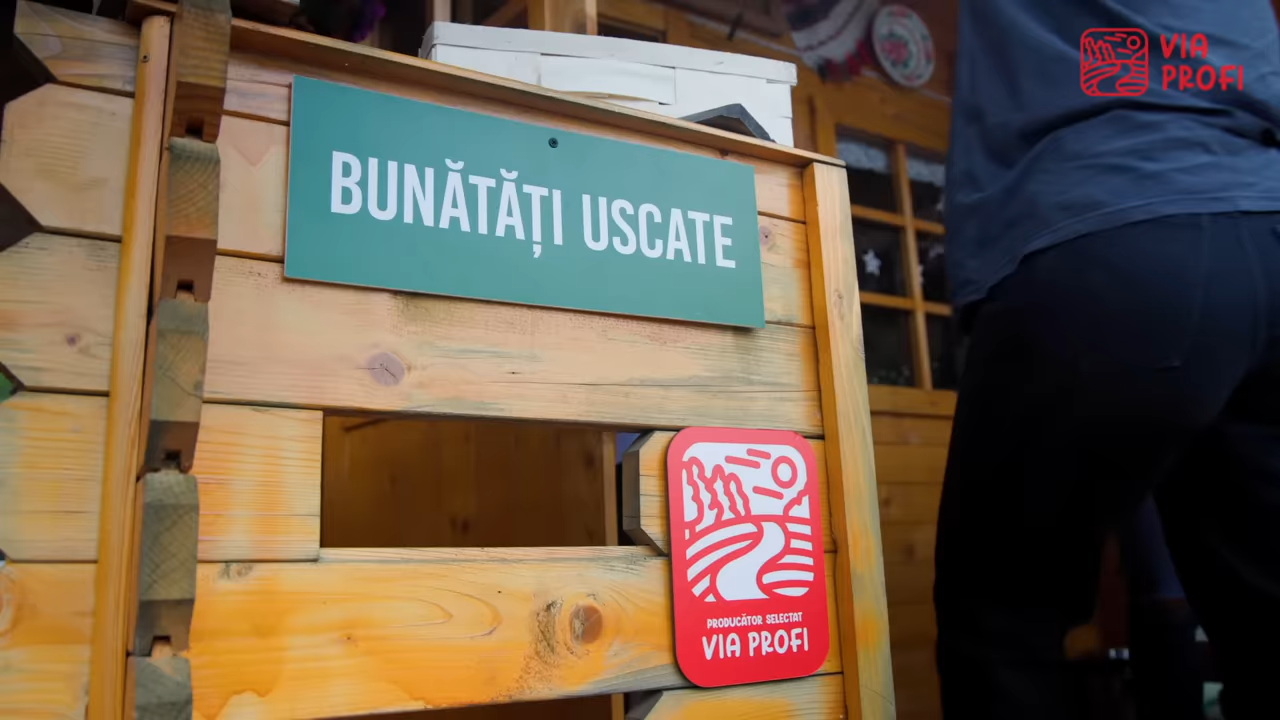 VIA
PROFI
BUNĂTĂȚI USCATE
PRODUCĂTOR SELECTAT
VIA PROFI